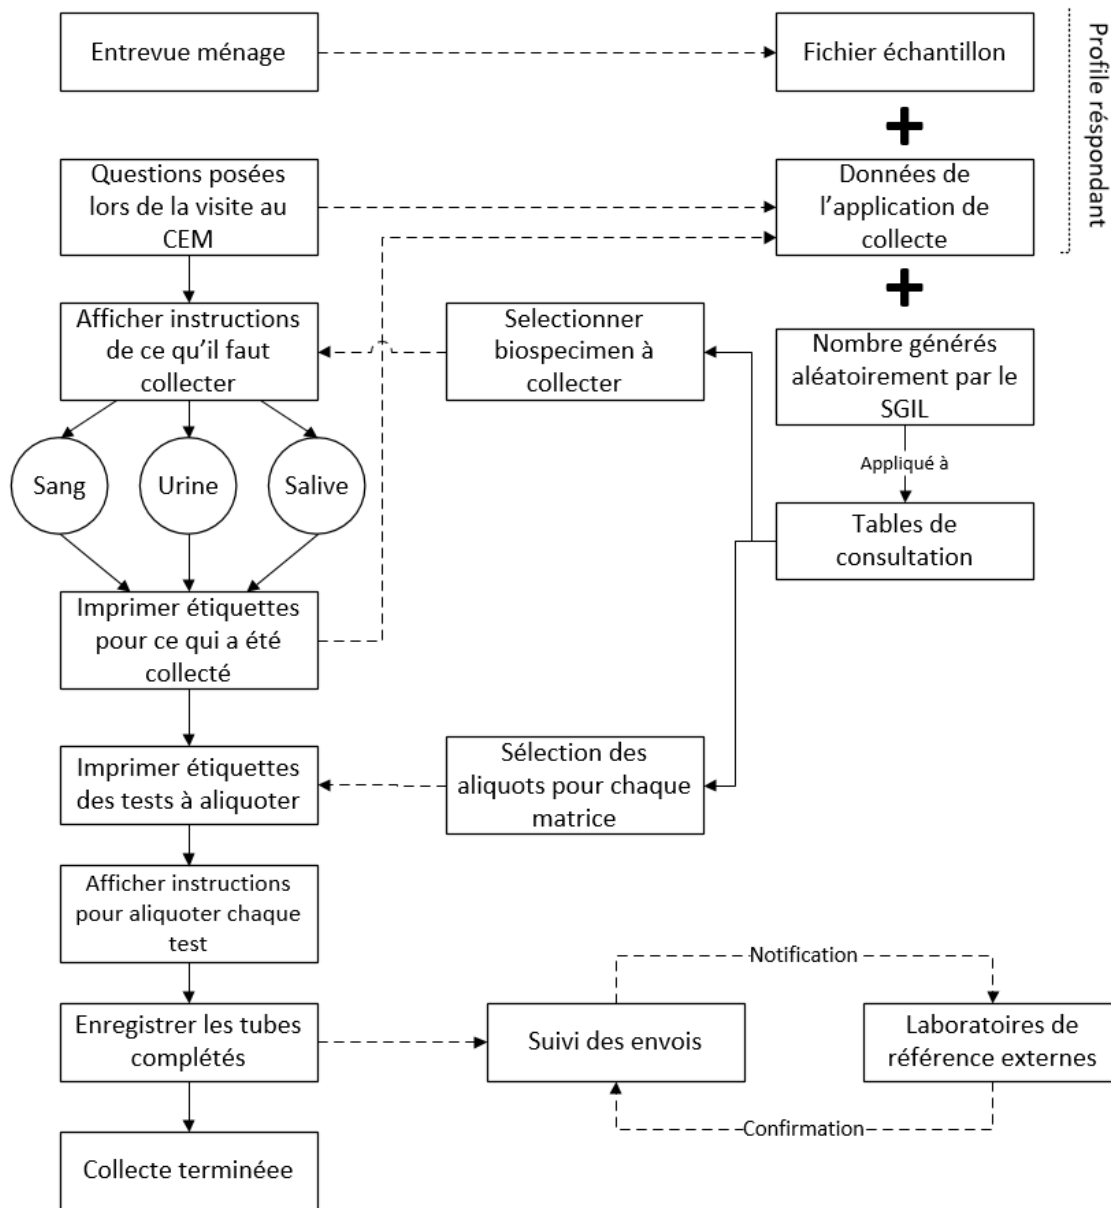 Entrevue ménage
Fichier échantillon
Profile réspondant
Questions posées
lors de la visite au
CEM
Données de
l'application de
collecte
Afficher instructions
de ce qu'il faut
collecter
Selectionner
biospecimen à
collecter
Nombre générés
aléatoirement par le
SGIL
Appliqué à
Sang
Urine
Salive
Tables de
consultation
Imprimer étiquettes
pour ce qui a été
collecté
Imprimer étiquettes
des tests à aliquoter
Sélection des
aliquots pour chaque
matrice
Afficher instructions
pour aliquoter chaque
test
Notification
Enregistrer les tubes
complétés
Suivi des envois
Laboratoires de
référence externes
Confirmation
Collecte terminéee